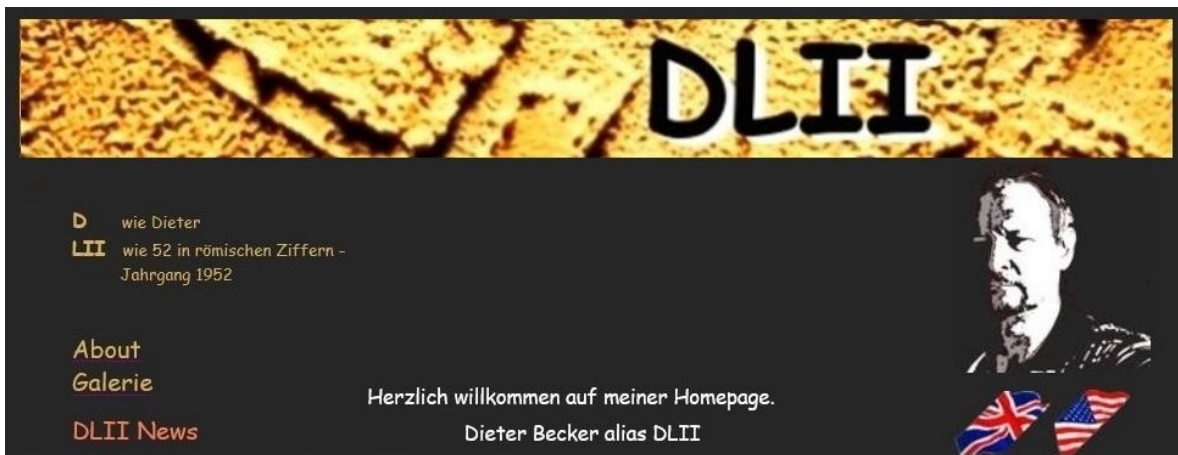 DLII
D wie Dieter
LII wie 52 in römischen Ziffern -
Jahrgang 1952
About
Galerie
Herzlich willkommen auf meiner Homepage.
DLII News
Dieter Becker alias DLII